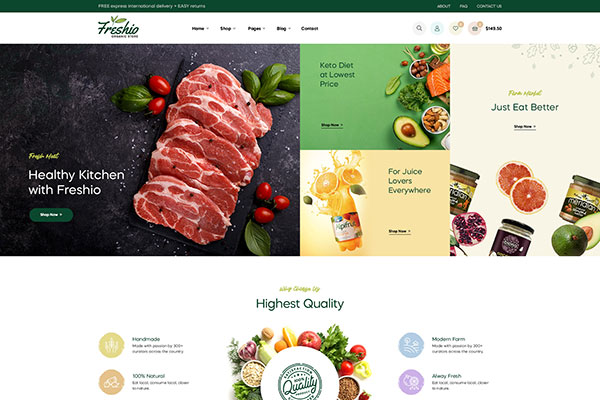 FREE express international delivery + EASY returns
ABOUT
FAQ
CONTACT US
Freshio
ORGANIC STORE
Home
Shop
Pages
Blog
Contact
$149.50
Fresh Meat
Healthy Kitchen
with Freshio
Shop Now
Keto Diet
at Lowest
Price
Shop Now
For Juice
Lovers
Everywhere
Shop Now
Farm Market
Just Eat Better
Shop Now
meridian
meridian
Why Choose Us
Highest Quality
Handmade
Made with passion by 300+
curators across the country.
100% Natural
Eat local, consume local, closer
to nature.
SATISFACTION
100%
Quality
Modern Farm
Made with passion by 300+
curators across the country.
Alway Fresh
Eat local, consume local, closer
to nature.